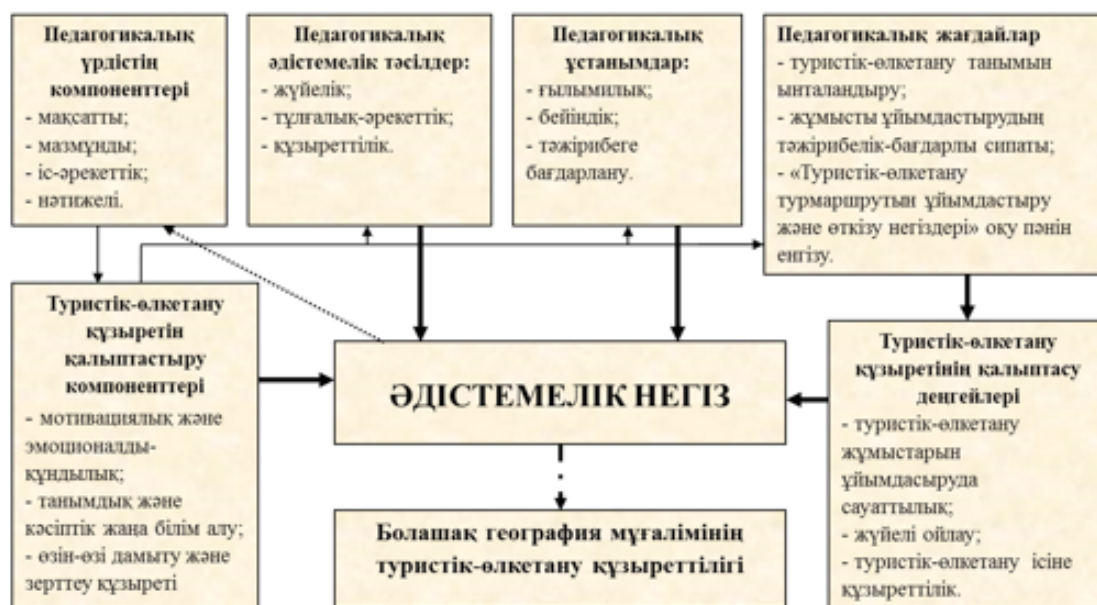 Педагогикалық
үрдістің
компоненттері
- мақсатты;
- мазмұнды;
- іс-әрекеттік;
- нәтижелі.
Педагогикалық
әдістемелік тәсілдер:
- жүйелік;
- тұлғалық-әрекеттік;
- құзыреттілік.
Педагогикалық
ұстанымдар:
- ғылымилық;
- бейіндік;
- тәжірибеге
бағдарлану.
Педагогикалық жағдайлар
- туристік-өлкетану танымын
ынталандыру;
- жұмысты ұйымдастырудың
тәжірибелік-бағдарлы сипаты;
- «Туристік-өлкетану
турмаршрутын ұйымдастыру
және өткізу негіздері» оқу пәнін
енгізу.
Туристік-өлкетану
құзыретін
қалыптастыру
компоненттері
- мотивациялық және
эмоционалды-
құндылық;
- танымдық және
кәсіптік жаңа білім алу;
- өзін-өзі дамыту және
зерттеу құзыреті
ӘДІСТЕМЕЛІК НЕГІЗ
Болашақ география мұғалімінің
туристік-өлкетану құзыреттілігі
Туристік-өлкетану
құзыретінің қалыптасу
деңгейлері
- туристік-өлкетану
жұмыстарын
ұйымдасыруда
сауаттылық;
- жүйелі ойлау;
- туристік-өлкетану ісіне
құзыреттілік.